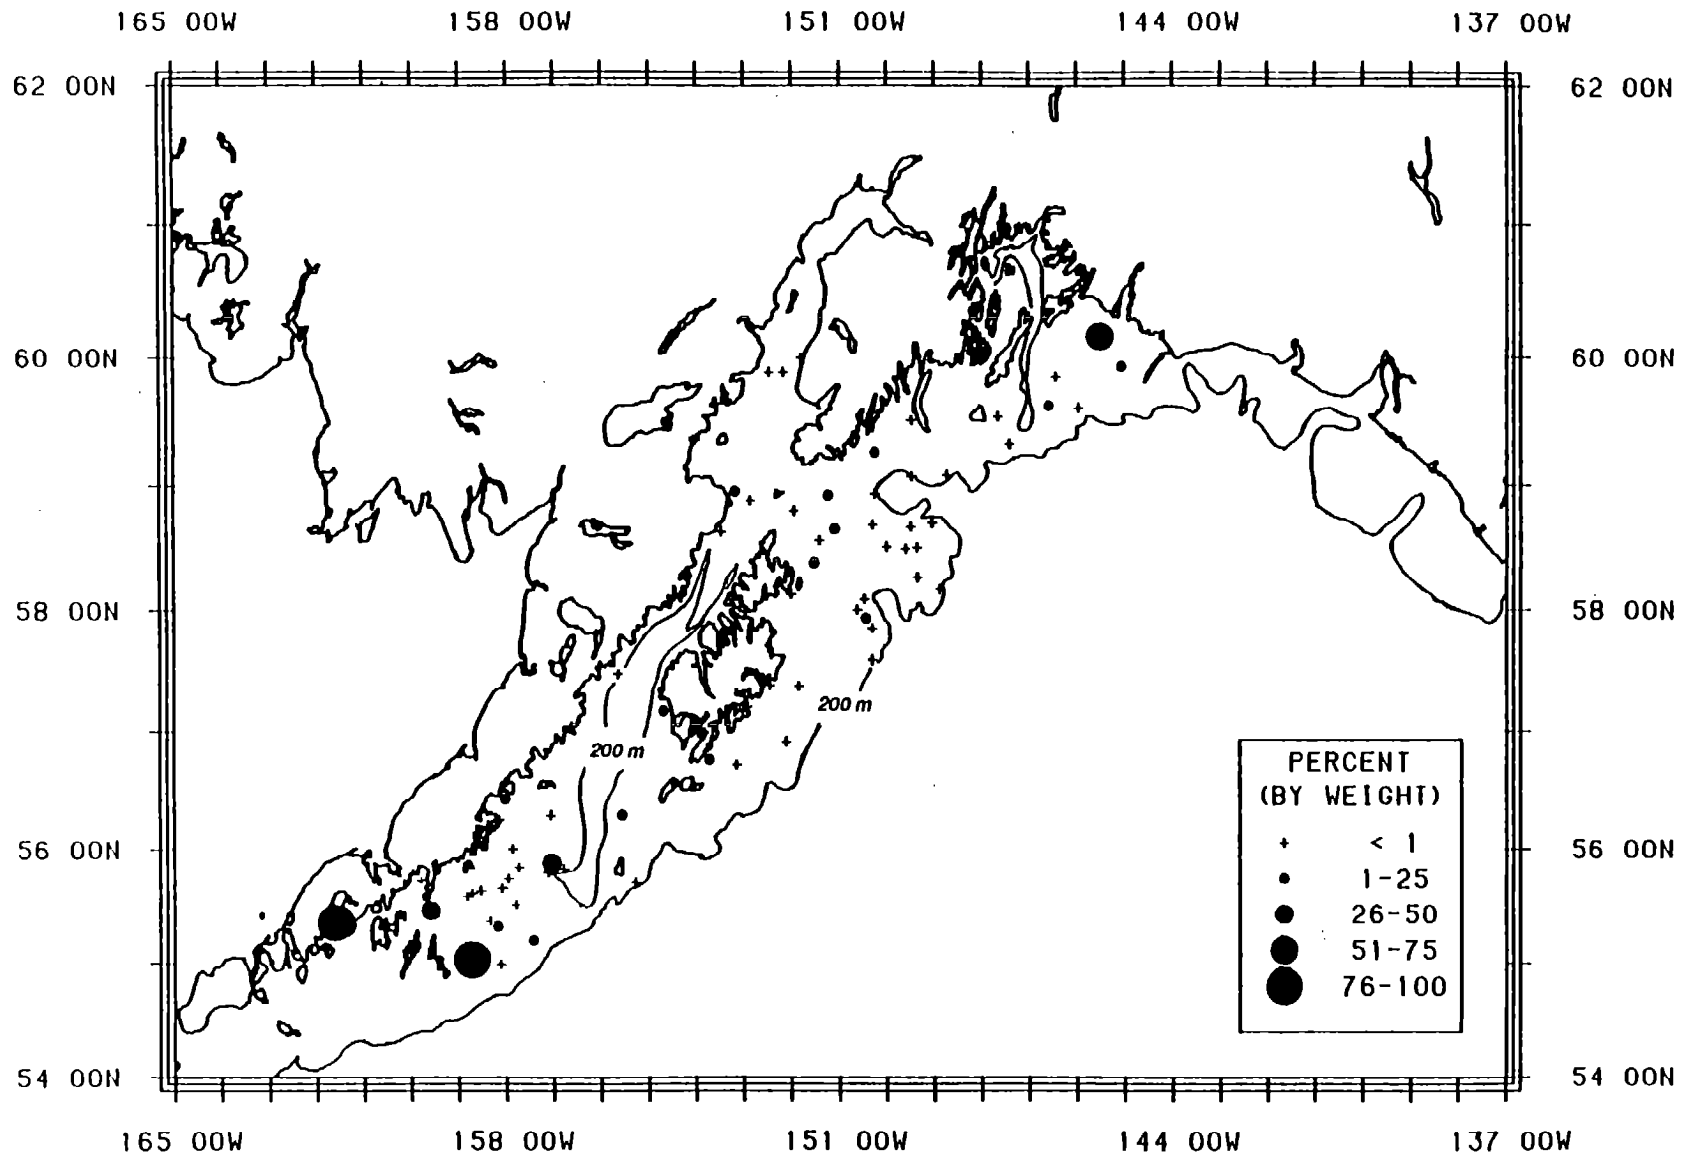 165 00W 158 00W 151 00W 144 00W 137 00W
62 00N 62 00N
60 00N 60 00N
58 00N 58 00N
200 m
200 m
PERCENT
(BY WEIGHT)
+ < 1
1-25
56 00N 56 00N
26-50
51-75
76-100
54 00N 54 00N
165 00W 158 00W 151 00W 144 00W 137 00W